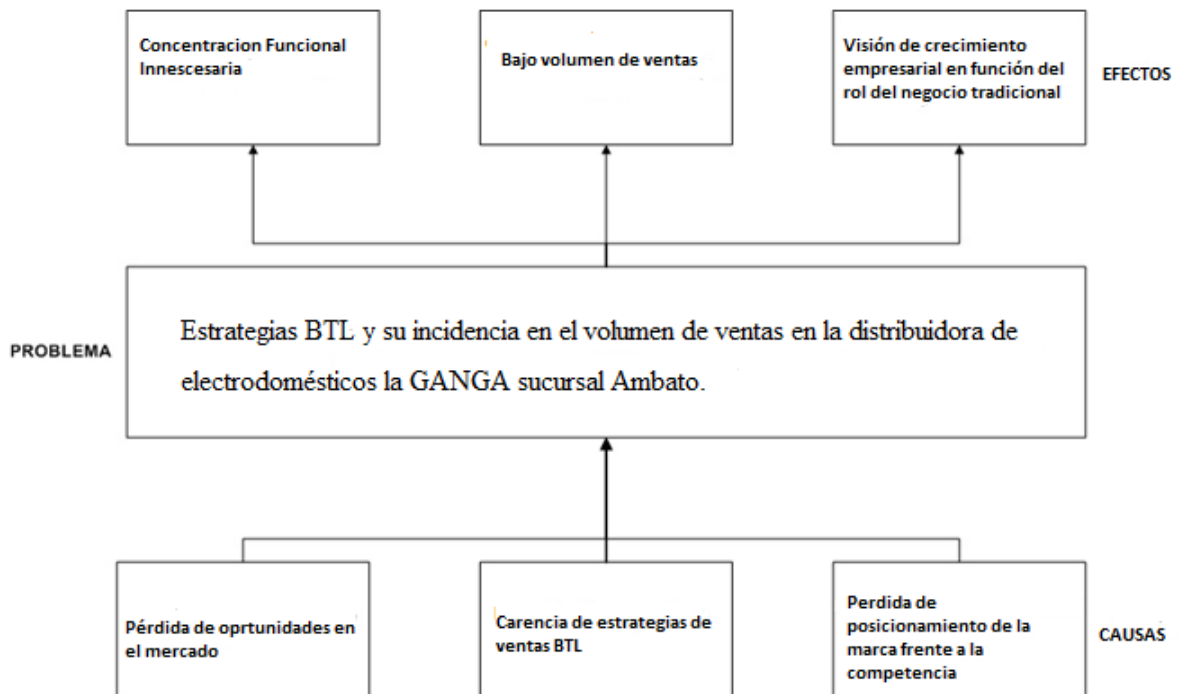 Concentracion Funcional
Innescesaria
Bajo volumen de ventas
Visión de crecimiento
empresarial en función del
rol del negocio tradicional
EFECTOS
PROBLEMA
Estrategias BTL y su incidencia en el volumen de ventas en la distribuidora de
electrodomésticos la GANGA sucursal Ambato.
Pérdida de oprtunidades en
el mercado
Carencia de estrategias de
ventas BTL
Perdida de
posicionamiento de la
marca frente a la
competencia
CAUSAS